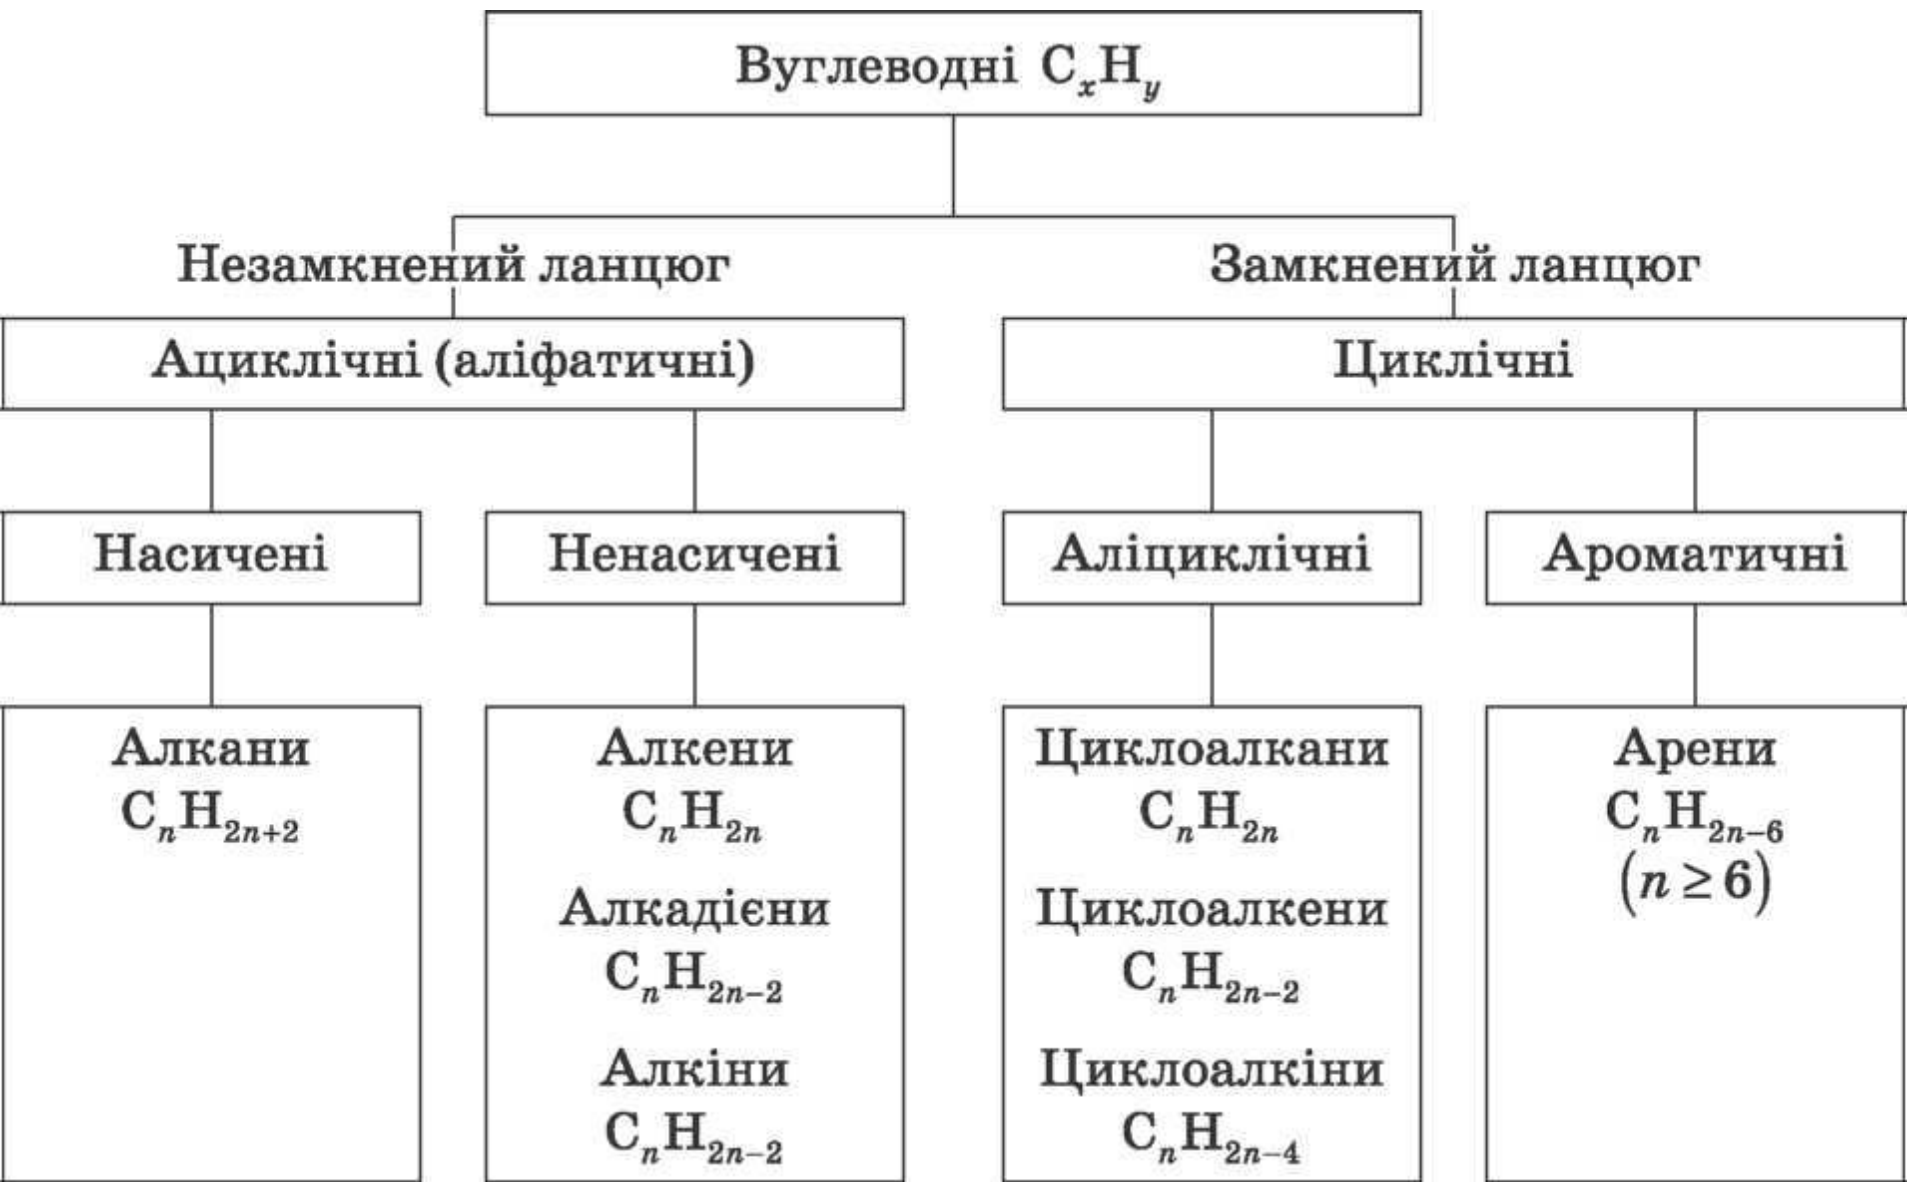 Вуглеводні CₓHᵧ
Незамкнений ланцюг
Замкнений ланцюг
Ациклічні (аліфатичні)
Циклічні
Насичені
Ненасичені
Аліциклічні
Ароматичні
Алкани
CₙH₂ₙ₊₂
Алкени
CₙH₂ₙ
Алкадієни
CₙH₂ₙ₋₂
Алкіни
CₙH₂ₙ₋₂
Циклоалкани
CₙH₂ₙ
Циклоалкени
CₙH₂ₙ₋₂
Циклоалкіни
CₙH₂ₙ₋₄
Арени
CₙH₂ₙ₋₆
(n ≥ 6)